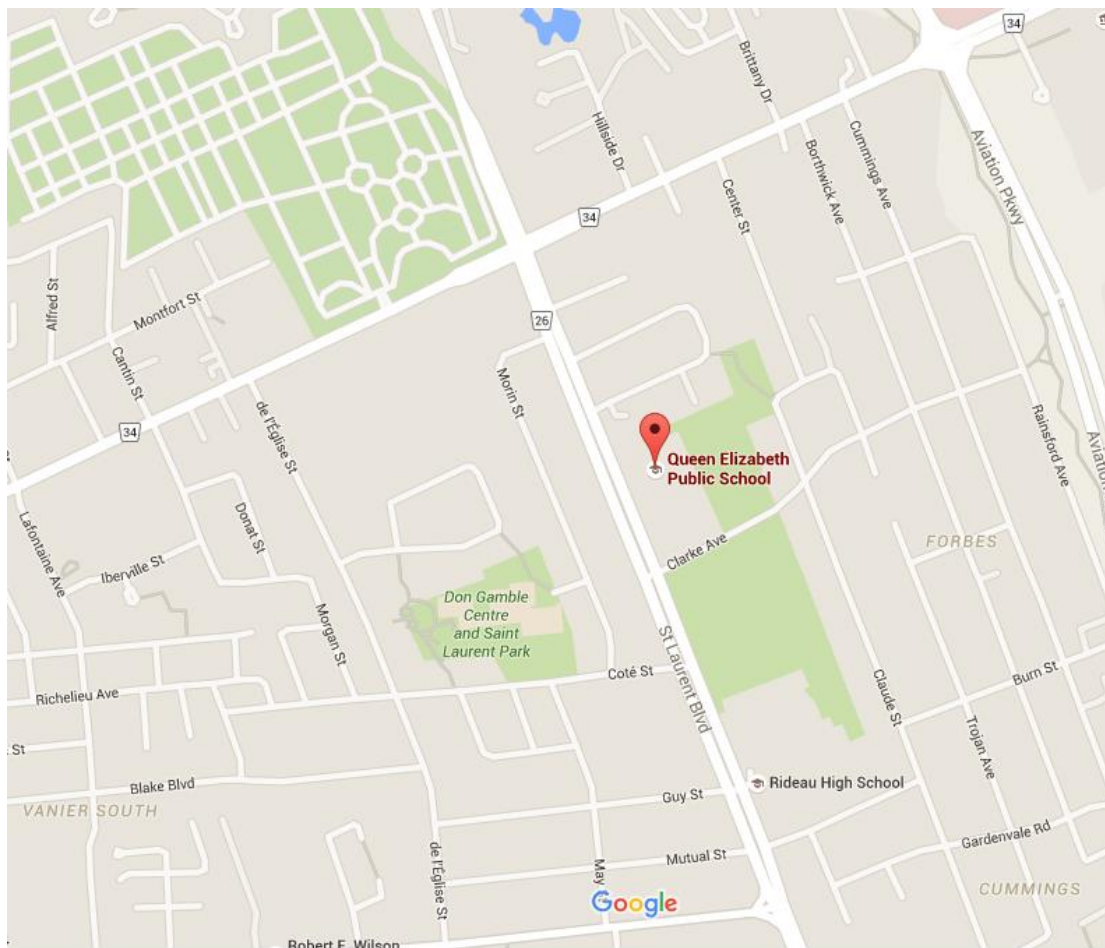 34
Brittany Dr
Hillside Dr
Cummings Ave
Borthwick Ave
Aviation Pkwy
Center St
34
Alfred St
Montfort St
26
Cantin St
Morin St
de l'Église St
34
Rainsford Ave
Aviation
Queen Elizabeth
Public School
Donat St
Lafontaine Ave
Iberville St
Clarke Ave
FORBES
Don Gamble
Centre
and Saint
Laurent Park
Morgan St
St Laurent Blvd
Coté St
Burn St
Richelieu Ave
Claude St
St
Trojan Ave
Blake Blvd
Rideau High School
Guy St
VANIER SOUTH
Gardenvale Rd
de l'Église St
Mutual St
May
CUMMINGS
Google
Robert E. Wilson